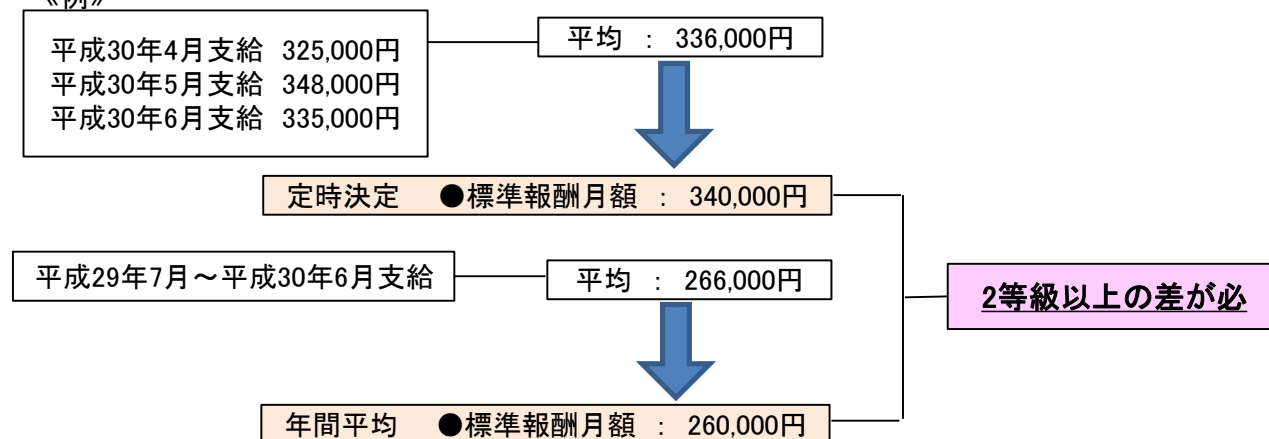 《例》
平成30年4月支給 325,000円
平成30年5月支給 348,000円
平成30年6月支給 335,000円
平均 : 336,000円
定時決定 ●標準報酬月額 : 340,000円
平成29年7月～平成30年6月支給
平均 : 266,000円
2等級以上の差が必
年間平均 ●標準報酬月額 : 260,000円